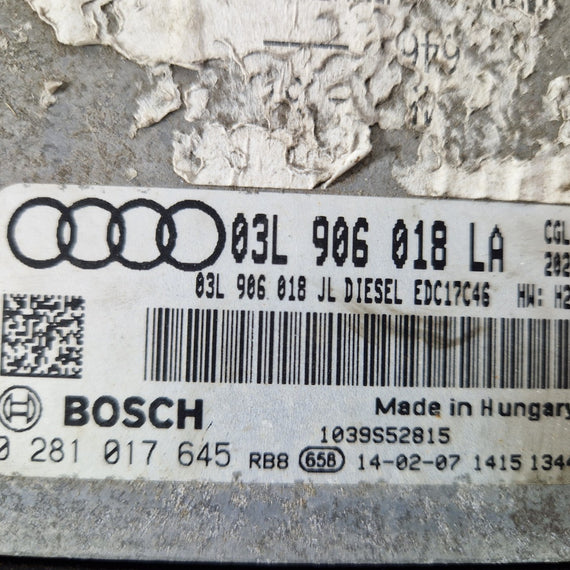 646
03L 906 018 LA CGL
03L 906 018 JL DIESEL EDC17C46 HW: H2
BOSCH Made in Hungary
0 281 017 645 1039S52815
RB8 658 14-02-07 1415 1344